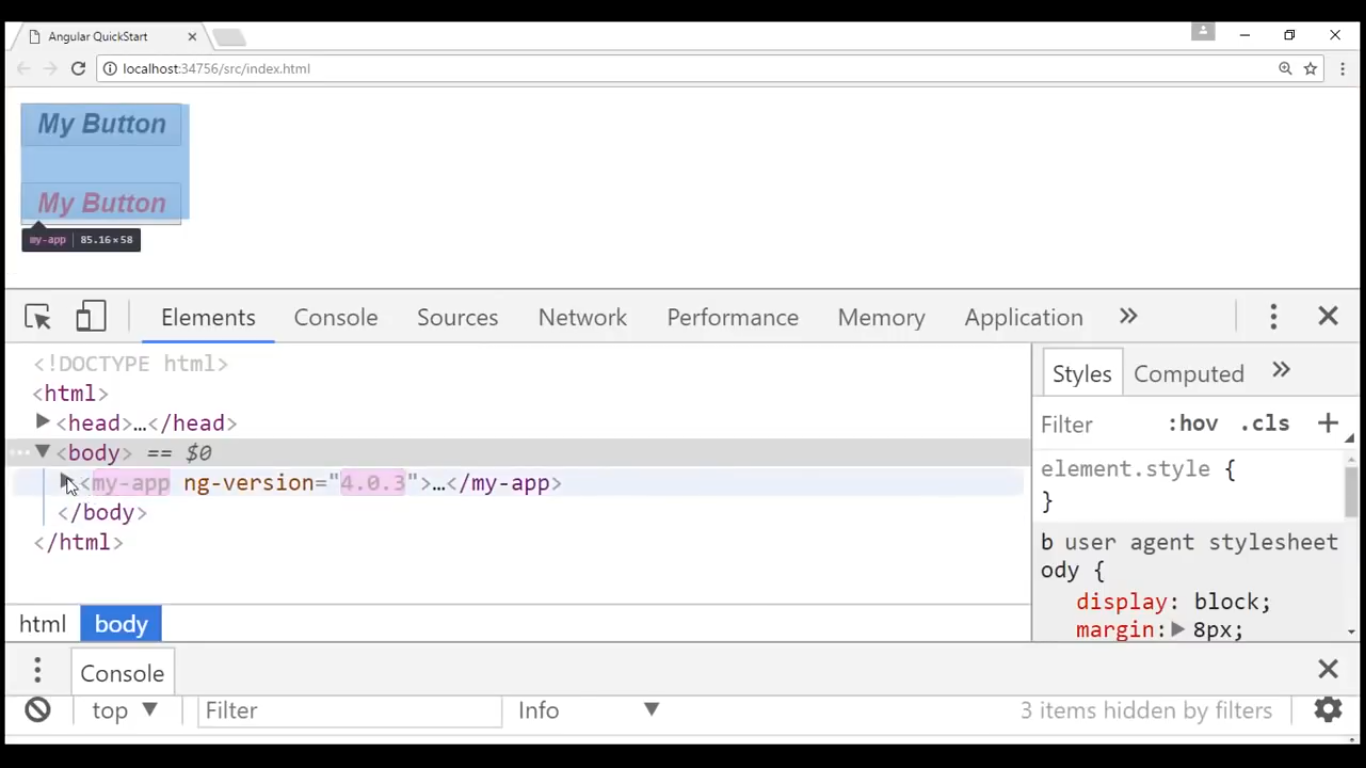 Angular QuickStart
localhost:34756/src/index.html
My Button
My Button
my-app | 85.16×58
Elements Console Sources Network Performance Memory Application »
<!DOCTYPE html>
<html>
<head>…</head>
<body> == $0
<my-app ng-version="4.0.3">…</my-app>
</body>
</html>
html body
Styles Computed »
Filter :hov .cls +
element.style {
}
b user agent stylesheet
ody {
display: block;
margin: 8px;
Console
top Filter Info 3 items hidden by filters